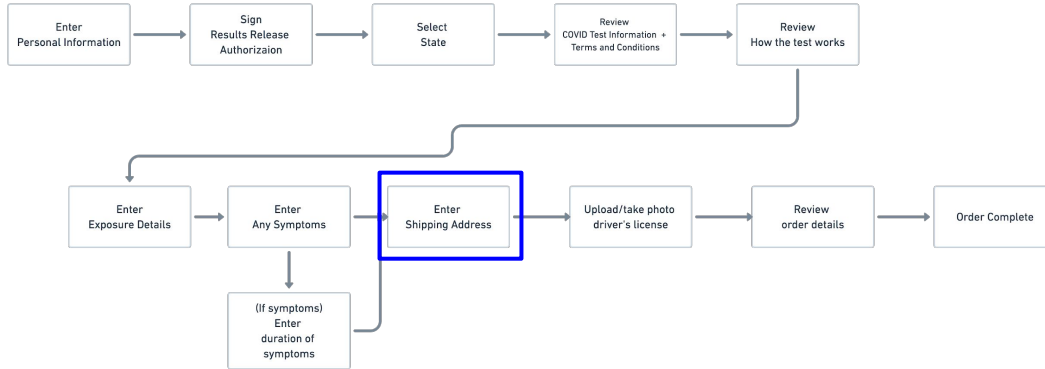 Enter
Personal Information
Sign
Results Release
Authorizaion
Select
State
Review
COVID Test Information +
Terms and Conditions
Review
How the test works
Enter
Exposure Details
Enter
Any Symptoms
Enter
Shipping Address
Upload/take photo
driver's license
Review
order details
Order Complete
(If symptoms)
Enter
duration of
symptoms